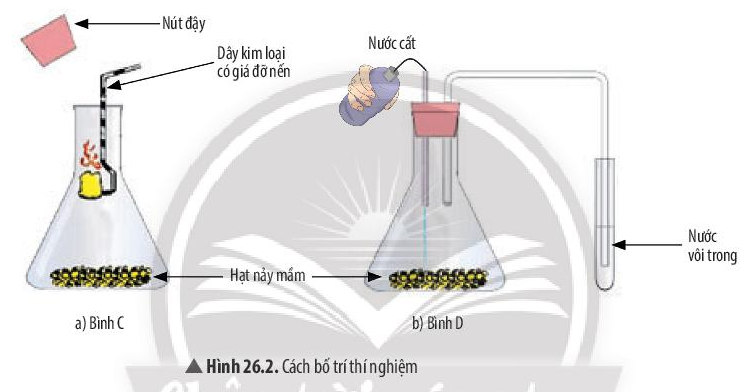 Nút đậy
Dây kim loại
có giá đỡ nến
Nước cất
Nước
vôi trong
Hạt nảy mầm
a) Bình C
b) Bình D
▲ Hình 26.2. Cách bố trí thí nghiệm